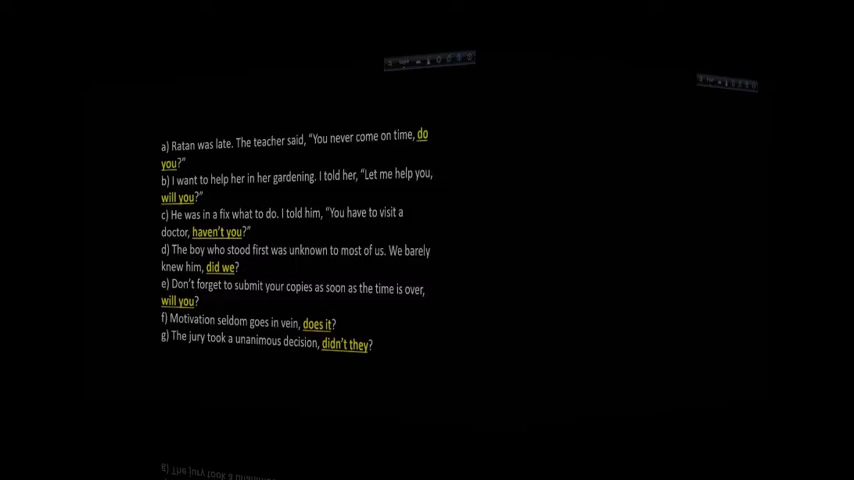 a) Ratan was late. The teacher said, “You never come on time, do
you?”
b) I want to help her in her gardening. I told her, “Let me help you,
will you?”
c) He was in a fix what to do. I told him, “You have to visit a
doctor, haven’t you?”
d) The boy who stood first was unknown to most of us. We barely
knew him, did we?
e) Don’t forget to submit your copies as soon as the time is over,
will you?
f) Motivation seldom goes in vein, does it?
g) The jury took a unanimous decision, didn’t they?